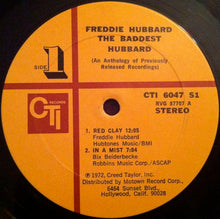 FREDDIE HUBBARD
THE BADDEST
HUBBARD
(An Anthology of Previously
Released Recordings)
SIDE
1
CTI 6047 S1
RVG 87797 A
STEREO
CTI
RECORDS
1. RED CLAY 12:05
Freddie Hubbard
Hubtones Music/BMI
2. IN A MIST 7:04
Bix Beiderbecke
Robbins Music Corp./ASCAP
℗ 1972, Creed Taylor, Inc.
Distributed by Motown Record Corp.
6464 Sunset Blvd.,
Hollywood, Calif. 90028